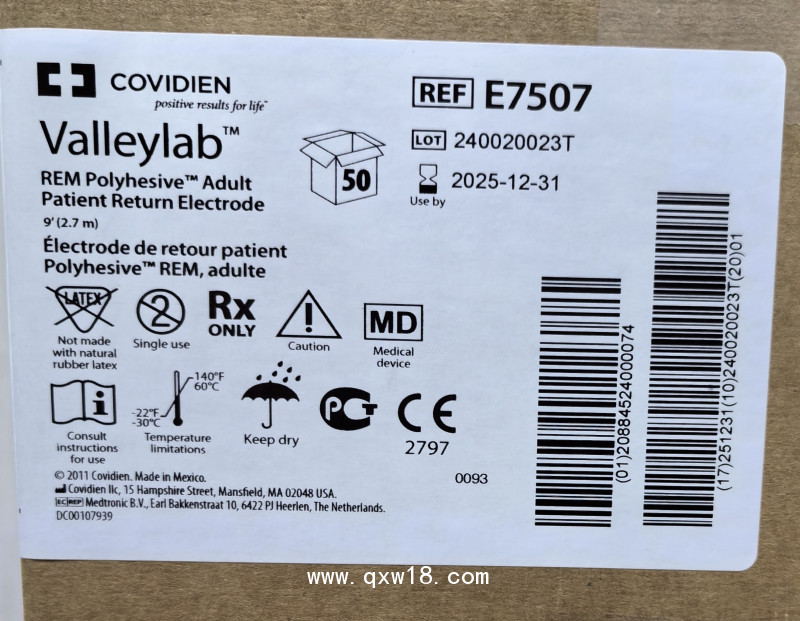 COVIDIEN
positive results for life™
Valleylab™
REM Polyhesive™ Adult
Patient Return Electrode
9' (2.7 m)
Électrode de retour patient
Polyhesive™ REM, adulte
50
REF E7507
LOT 240020023T
2025-12-31
Use by
LATEX
Not made
with natural
rubber latex
2
Single use
Rx
ONLY
Caution
MD
Medical
device
Consult
instructions
for use
140°F
60°C
-22°F
-30°C
Temperature
limitations
Keep dry
PCT
CE
2797
© 2011 Covidien. Made in Mexico.
Covidien llc, 15 Hampshire Street, Mansfield, MA 02048 USA.
EC REP Medtronic B.V., Earl Bakkenstraat 10, 6422 PJ Heerlen, The Netherlands.
DC00107939
0093
(01)20884524000074
(17)251231(10)240020023T(20)01
www.qxw18.com